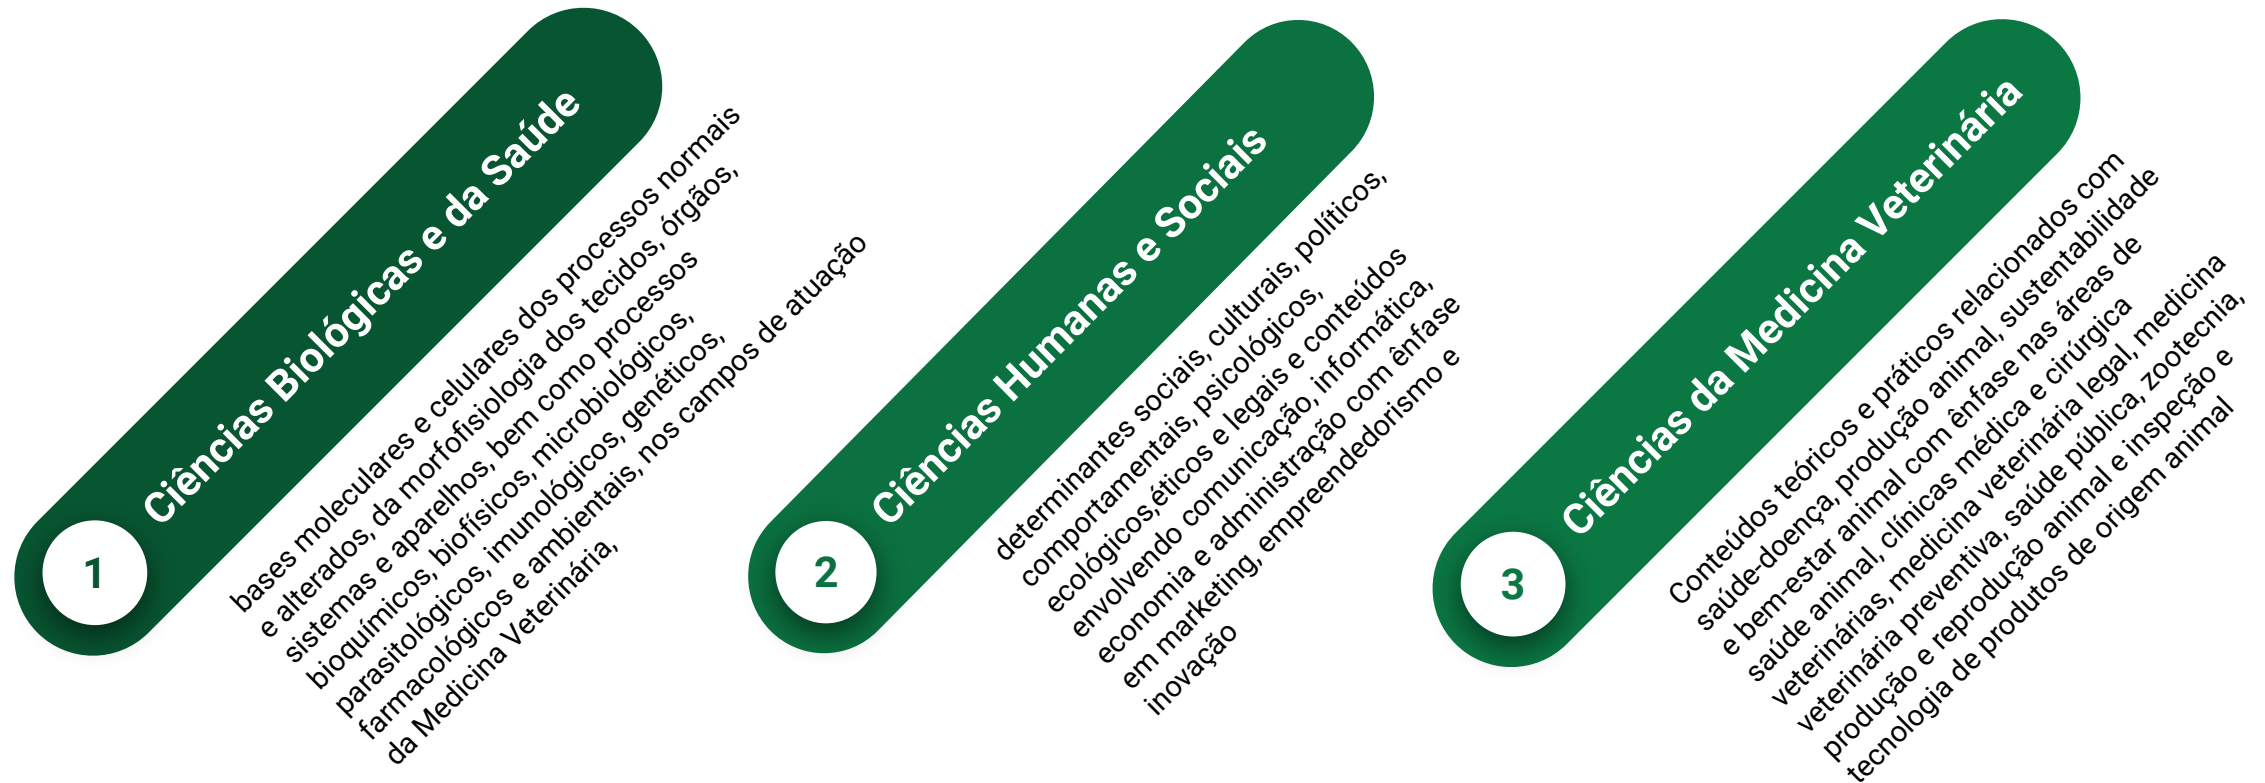 1
Ciências Biológicas e da Saúde
bases moleculares e celulares dos processos normais
e alterados, da morfofisiologia dos tecidos, órgãos,
sistemas e aparelhos, bem como processos
bioquímicos, biofísicos, microbiológicos,
parasitológicos, imunológicos, genéticos,
farmacológicos e ambientais, nos campos de atuação
da Medicina Veterinária,
2
Ciências Humanas e Sociais
determinantes sociais, culturais, políticos,
comportamentais, psicológicos,
ecológicos,éticos e legais e conteúdos
envolvendo comunicação, informática,
economia e administração com ênfase
em marketing, empreendedorismo e
inovação
3
Ciências da Medicina Veterinária
Conteúdos teóricos e práticos relacionados com
saúde-doença, produção animal, sustentabilidade
e bem-estar animal com ênfase nas áreas de
saúde animal, clínicas médica e cirúrgica
veterinárias, medicina veterinária legal, medicina
veterinária preventiva, saúde pública, zootecnia,
produção e reprodução animal e inspeção e
tecnologia de produtos de origem animal